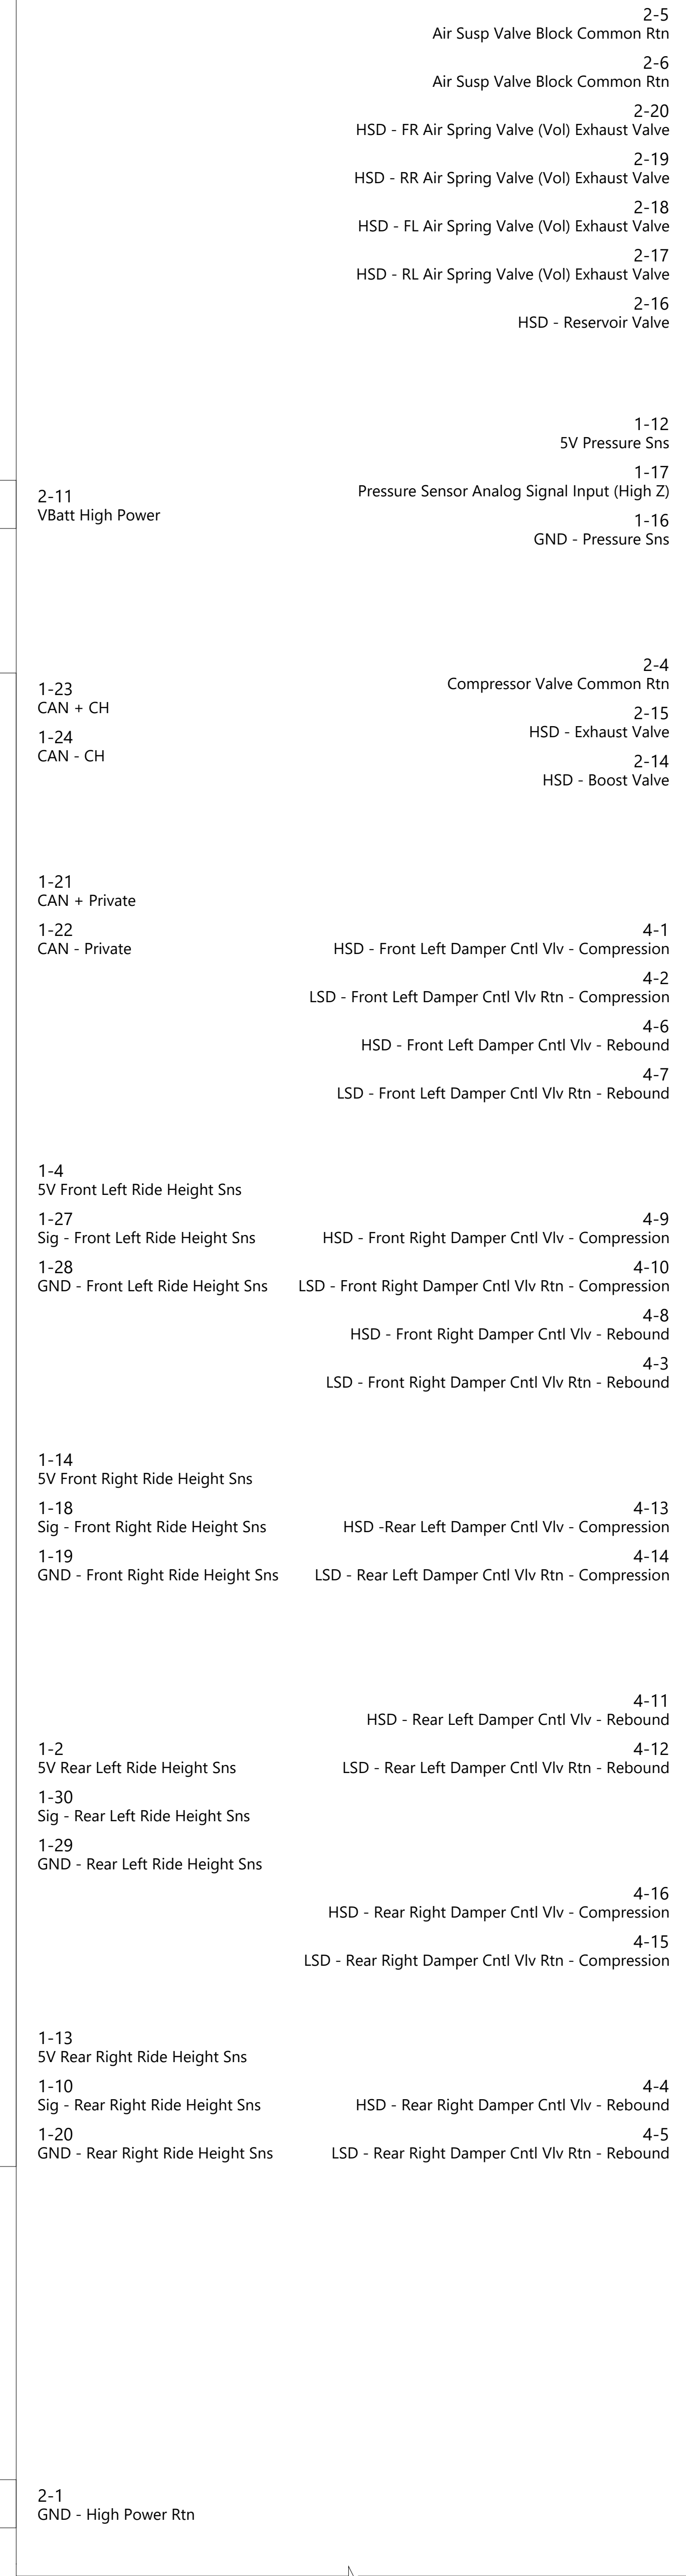 2-5
Air Susp Valve Block Common Rtn
2-6
Air Susp Valve Block Common Rtn
2-20
HSD - FR Air Spring Valve (Vol) Exhaust Valve
2-19
HSD - RR Air Spring Valve (Vol) Exhaust Valve
2-18
HSD - FL Air Spring Valve (Vol) Exhaust Valve
2-17
HSD - RL Air Spring Valve (Vol) Exhaust Valve
2-16
HSD - Reservoir Valve
1-12
5V Pressure Sns
1-17
Pressure Sensor Analog Signal Input (High Z)
1-16
GND - Pressure Sns
2-11
VBatt High Power
2-4
Compressor Valve Common Rtn
2-15
HSD - Exhaust Valve
2-14
HSD - Boost Valve
1-23
CAN + CH
1-24
CAN - CH
1-21
CAN + Private
1-22
CAN - Private
4-1
HSD - Front Left Damper Cntl Vlv - Compression
4-2
LSD - Front Left Damper Cntl Vlv Rtn - Compression
4-6
HSD - Front Left Damper Cntl Vlv - Rebound
4-7
LSD - Front Left Damper Cntl Vlv Rtn - Rebound
1-4
5V Front Left Ride Height Sns
1-27
Sig - Front Left Ride Height Sns
1-28
GND - Front Left Ride Height Sns
4-9
HSD - Front Right Damper Cntl Vlv - Compression
4-10
LSD - Front Right Damper Cntl Vlv Rtn - Compression
4-8
HSD - Front Right Damper Cntl Vlv - Rebound
4-3
LSD - Front Right Damper Cntl Vlv Rtn - Rebound
1-14
5V Front Right Ride Height Sns
1-18
Sig - Front Right Ride Height Sns
1-19
GND - Front Right Ride Height Sns
4-13
HSD -Rear Left Damper Cntl Vlv - Compression
4-14
LSD - Rear Left Damper Cntl Vlv Rtn - Compression
4-11
HSD - Rear Left Damper Cntl Vlv - Rebound
4-12
LSD - Rear Left Damper Cntl Vlv Rtn - Rebound
1-2
5V Rear Left Ride Height Sns
1-30
Sig - Rear Left Ride Height Sns
1-29
GND - Rear Left Ride Height Sns
4-16
HSD - Rear Right Damper Cntl Vlv - Compression
4-15
LSD - Rear Right Damper Cntl Vlv Rtn - Compression
1-13
5V Rear Right Ride Height Sns
1-10
Sig - Rear Right Ride Height Sns
1-20
GND - Rear Right Ride Height Sns
4-4
HSD - Rear Right Damper Cntl Vlv - Rebound
4-5
LSD - Rear Right Damper Cntl Vlv Rtn - Rebound
2-1
GND - High Power Rtn